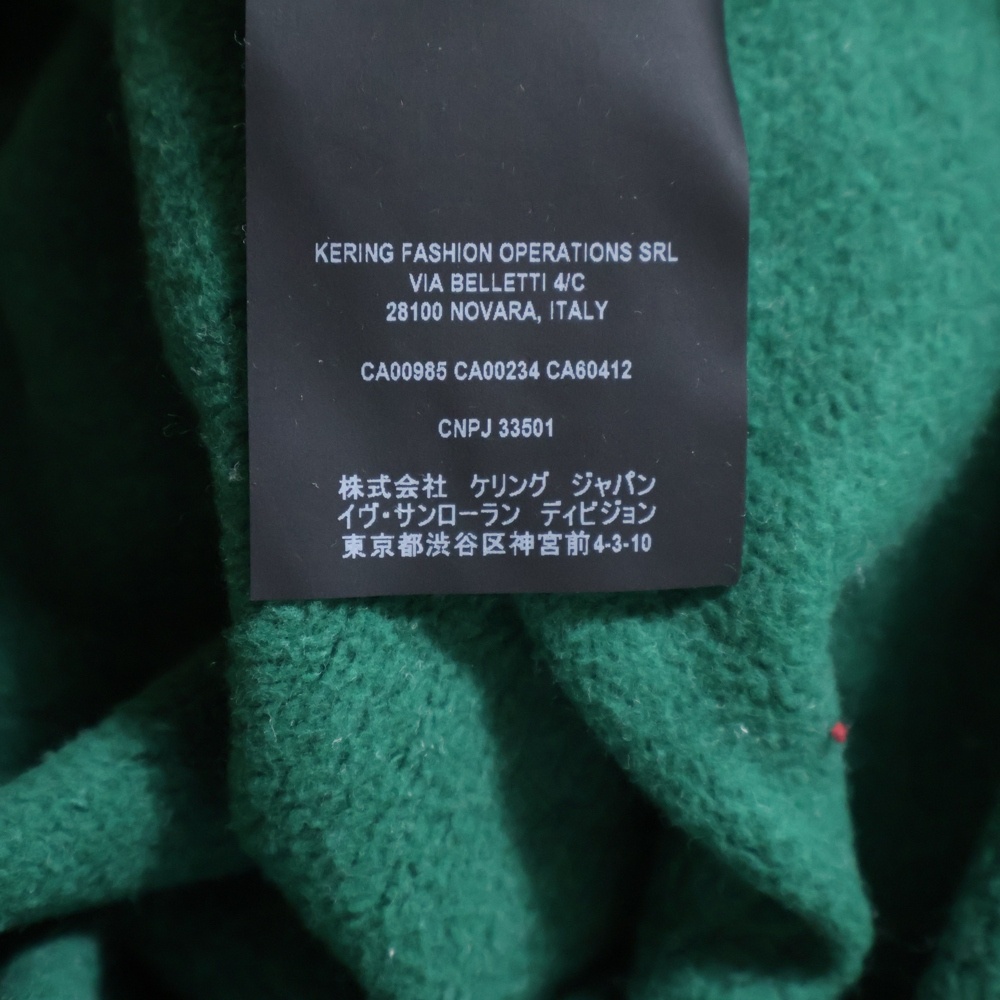 KERING FASHION OPERATIONS SRL
VIA BELLETTI 4/C
28100 NOVARA, ITALY
CA00985 CA00234 CA60412
CNPJ 33501
株式会社 ケリング ジャパン
イヴ・サンローラン ディビジョン
東京都渋谷区神宮前4-3-10